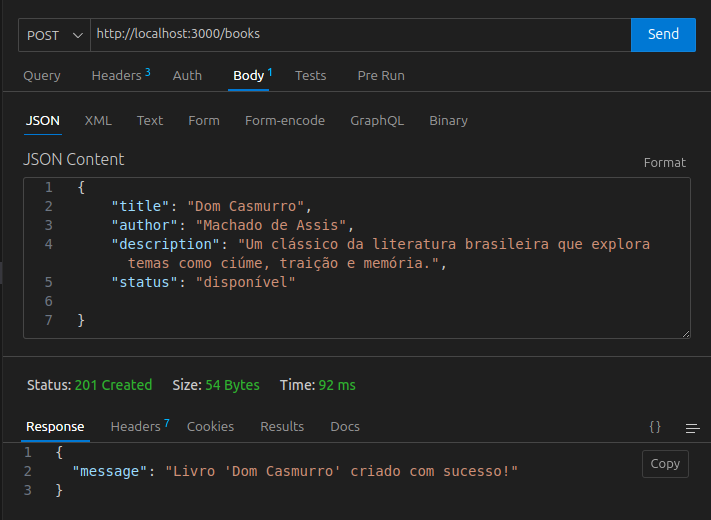 POST http://localhost:3000/books Send
Query Headers 3 Auth Body 1 Tests Pre Run
JSON XML Text Form Form-encode GraphQL Binary
JSON Content
Format
1 {
2 "title": "Dom Casmurro",
3 "author": "Machado de Assis",
4 "description": "Um clássico da literatura brasileira que explora
temas como ciúme, traição e memória.",
5 "status": "disponível"
6
7 }
Status: 201 Created Size: 54 Bytes Time: 92 ms
Response Headers 7 Cookies Results Docs {}
1 {
2 "message": "Livro 'Dom Casmurro' criado com sucesso!"
3 }
Copy